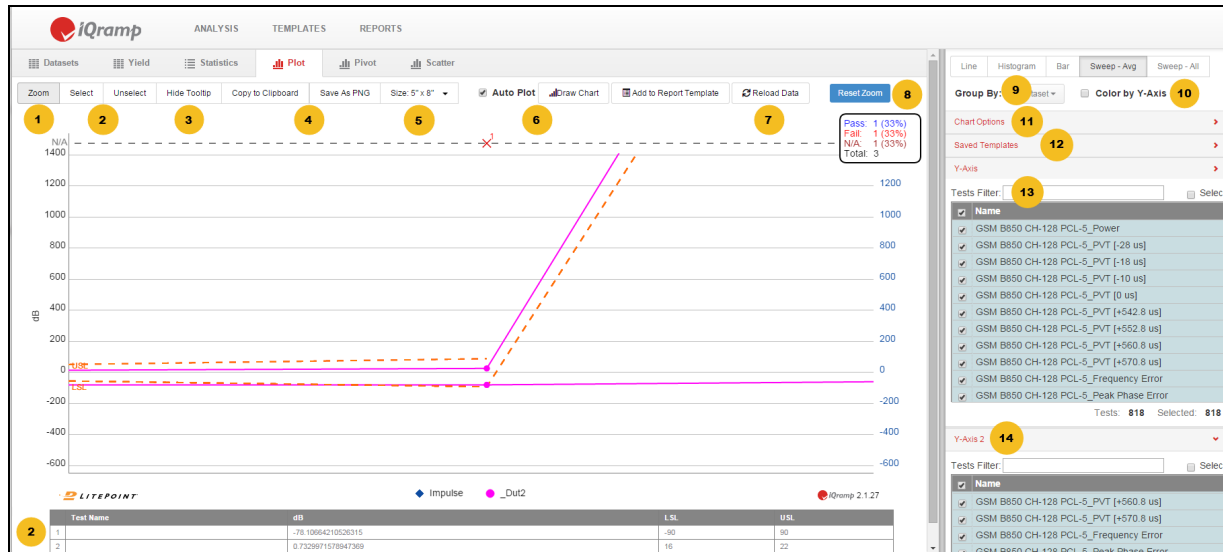 iQramp
ANALYSIS TEMPLATES REPORTS
Datasets Yield Statistics Plot Pivot Scatter
Zoom Select Unselect Hide Tooltip Copy to Clipboard Save As PNG Size: 5" x 8" Auto Plot Draw Chart Add to Report Template Reload Data Reset Zoom 8
1 2 3 4 5 6 7
Pass: 1 (33%)
Fail: 1 (33%)
N/A: 1 (33%)
Total: 3
N/A
1
1400
1200 1200
1000 1000
800 800
600 600
400 400
200 200
0 0
-200 -200
-400 -400
-600 -600
dB
USL
LSL
LITEPOINT
Impulse _Dut2
iQramp 2.1.27
Test Name dB LSL USL
2
1 -78.10664210526315 -90 90
2 0.7329971578947369 16 22
Line Histogram Bar Sweep - Avg Sweep - All
Group By: 9 Color by Y-Axis 10
Chart Options 11
Saved Templates 12
Y-Axis
Tests Filter: 13 Selec
Name
GSM B850 CH-128 PCL-5_Power
GSM B850 CH-128 PCL-5_PVT [-28 us]
GSM B850 CH-128 PCL-5_PVT [-18 us]
GSM B850 CH-128 PCL-5_PVT [-10 us]
GSM B850 CH-128 PCL-5_PVT [0 us]
GSM B850 CH-128 PCL-5_PVT [+542.8 us]
GSM B850 CH-128 PCL-5_PVT [+552.8 us]
GSM B850 CH-128 PCL-5_PVT [+560.8 us]
GSM B850 CH-128 PCL-5_PVT [+570.8 us]
GSM B850 CH-128 PCL-5_Frequency Error
GSM B850 CH-128 PCL-5_Peak Phase Error
Tests: 818 Selected: 818
Y-Axis 2 14
Tests Filter: Selec
Name
GSM B850 CH-128 PCL-5_PVT [+560.8 us]
GSM B850 CH-128 PCL-5_PVT [+570.8 us]
GSM B850 CH-128 PCL-5_Frequency Error
GSM B850 CH-128 PCL-5_Peak Phase Error